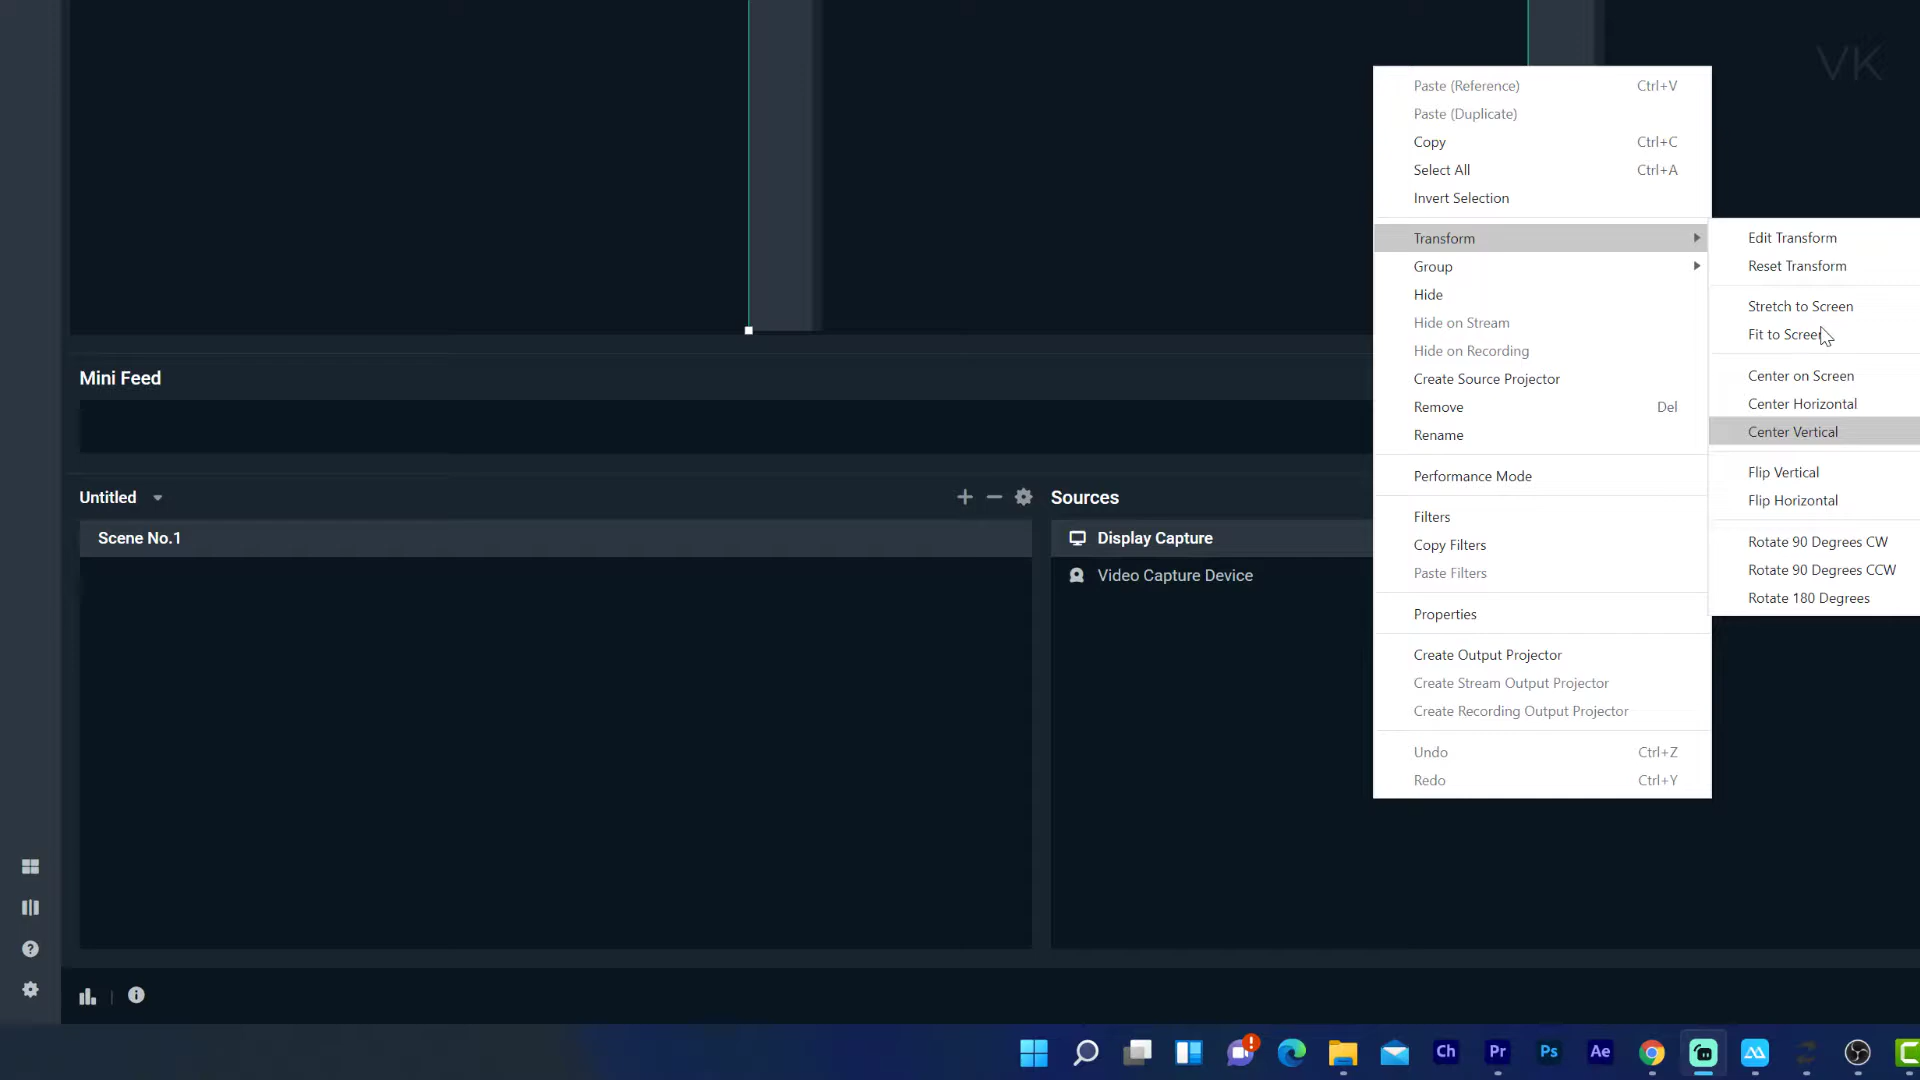 VK
Paste (Reference) Ctrl+V
Paste (Duplicate)
Copy Ctrl+C
Select All Ctrl+A
Invert Selection
Transform
Group
Hide
Hide on Stream
Hide on Recording
Create Source Projector
Remove Del
Rename
Performance Mode
Filters
Copy Filters
Paste Filters
Properties
Create Output Projector
Create Stream Output Projector
Create Recording Output Projector
Undo Ctrl+Z
Redo Ctrl+Y
Edit Transform
Reset Transform
Stretch to Screen
Fit to Screen
Center on Screen
Center Horizontal
Center Vertical
Flip Vertical
Flip Horizontal
Rotate 90 Degrees CW
Rotate 90 Degrees CCW
Rotate 180 Degrees
Mini Feed
Untitled
Scene No.1
Sources
Display Capture
Video Capture Device
Ch Pr Ps Ae